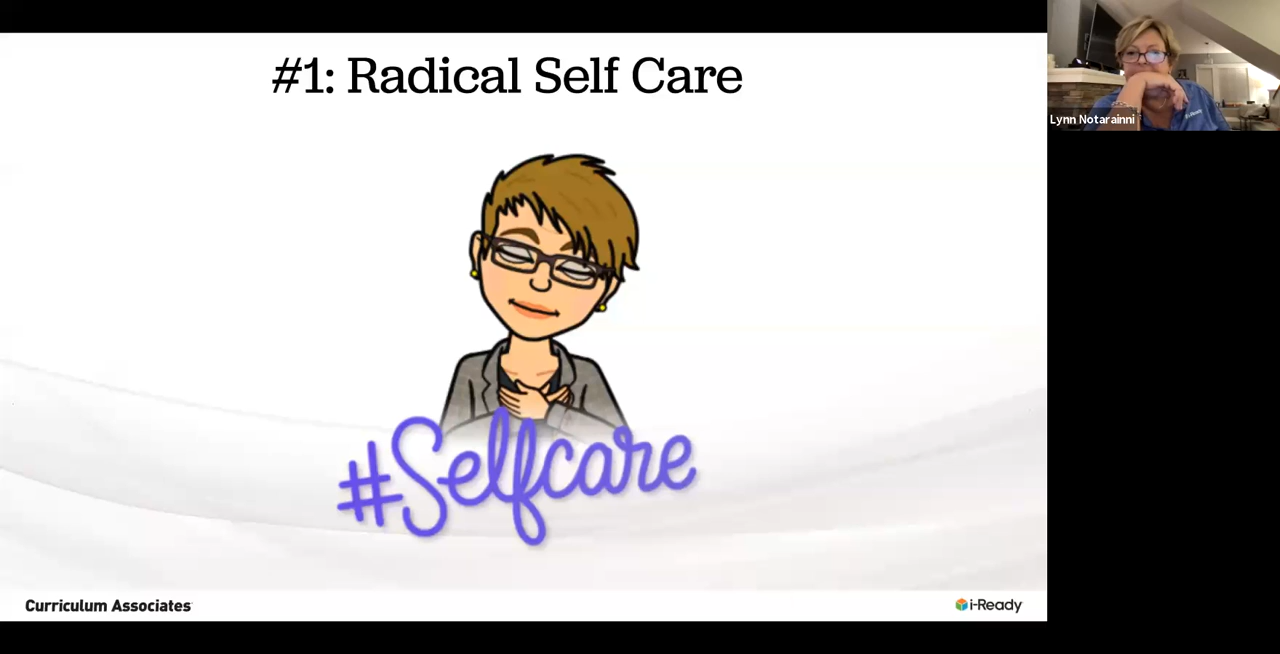 #1: Radical Self Care
Lynn Notarainni
#Selfcare
Curriculum Associates
i-Ready